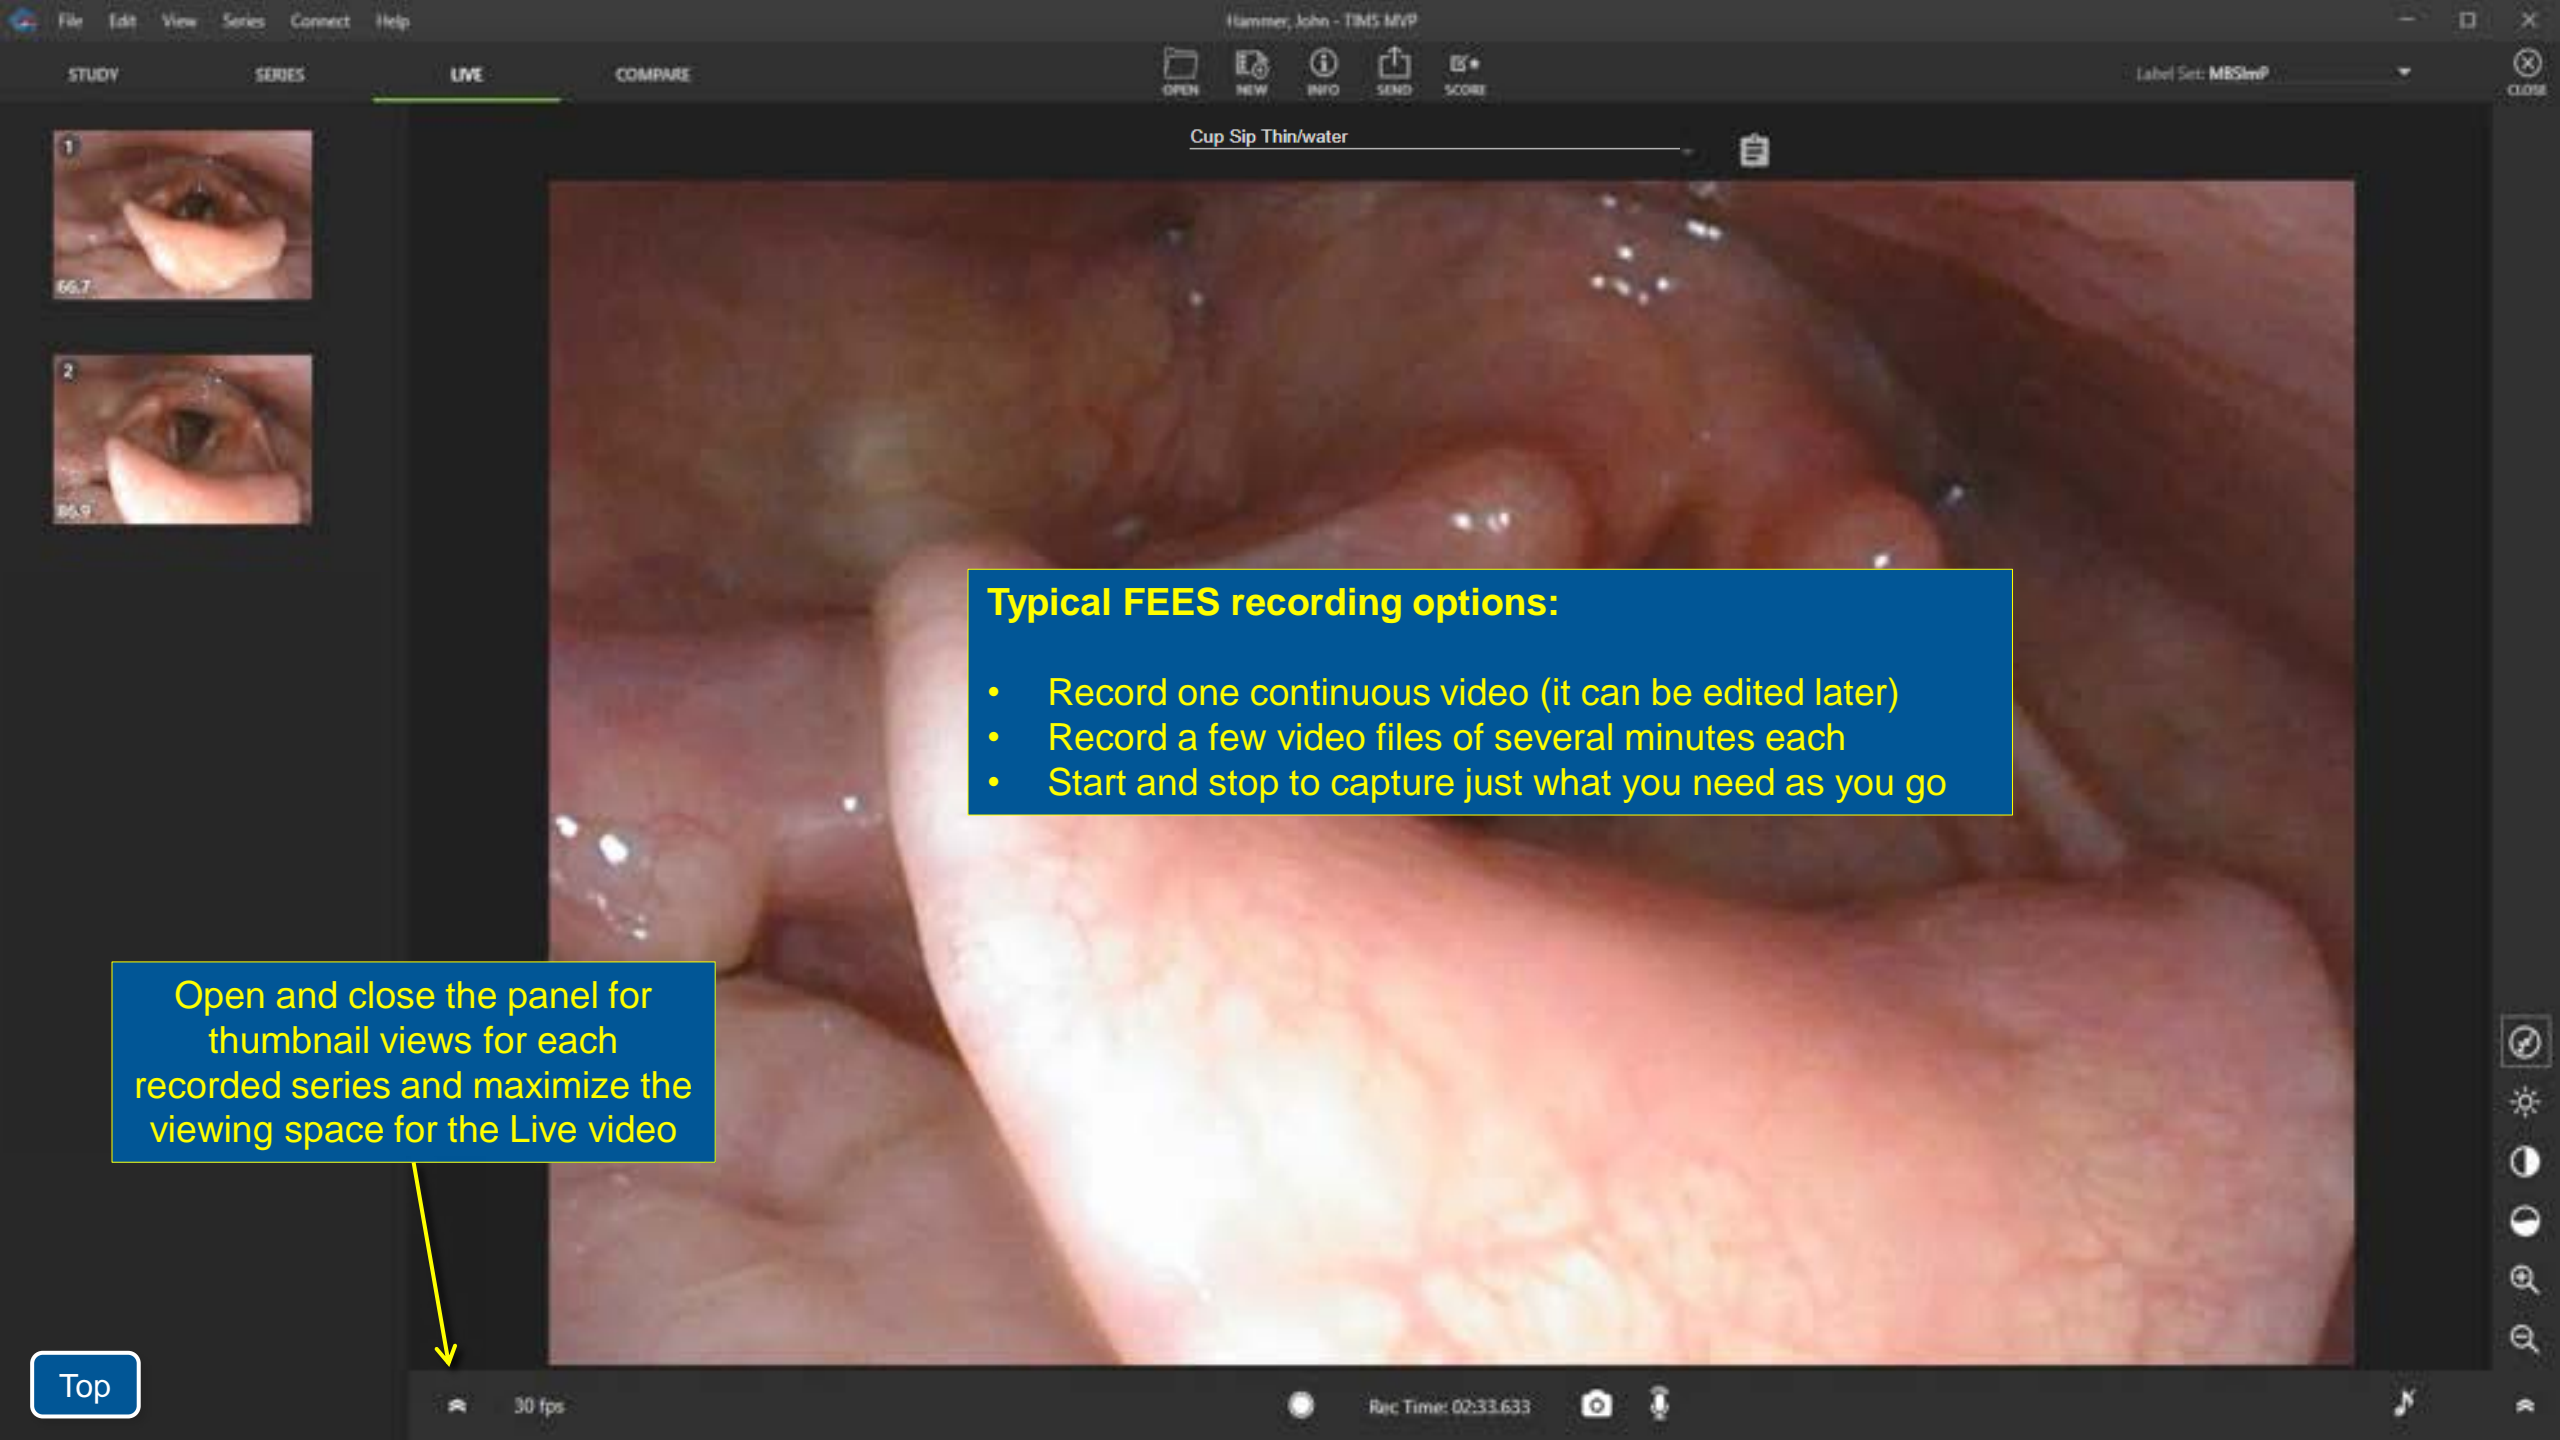 File Edit View Series Connect Help
Hammer, John - TIMS MVP
STUDY SERIES LIVE COMPARE
OPEN NEW INFO SEND SCORE
Label Set: MBSImP
CLOSE
Cup Sip Thin/water
1
66.7
2
86.9
Typical FEES recording options:
• Record one continuous video (it can be edited later)
• Record a few video files of several minutes each
• Start and stop to capture just what you need as you go
Open and close the panel for
thumbnail views for each
recorded series and maximize the
viewing space for the Live video
Top
30 fps
Rec Time: 02:33.633